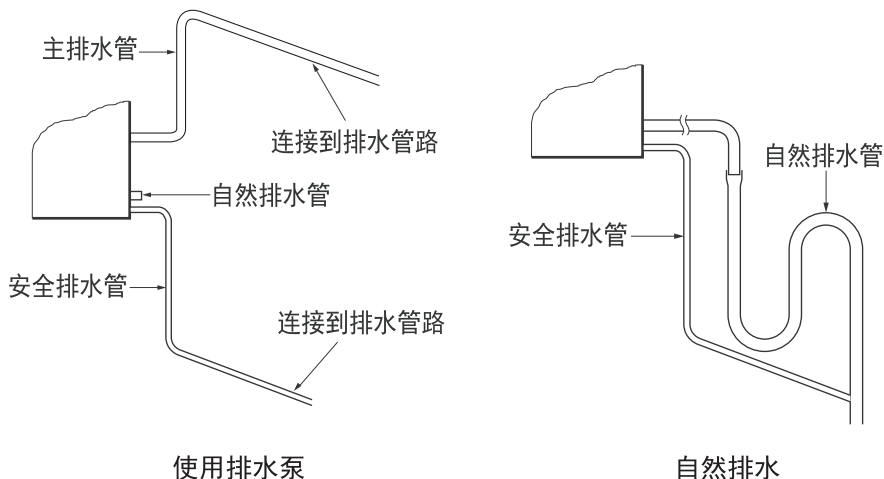 主排水管
连接到排水管路
自然排水管
安全排水管
连接到排水管路
使用排水泵
自然排水管
安全排水管
自然排水